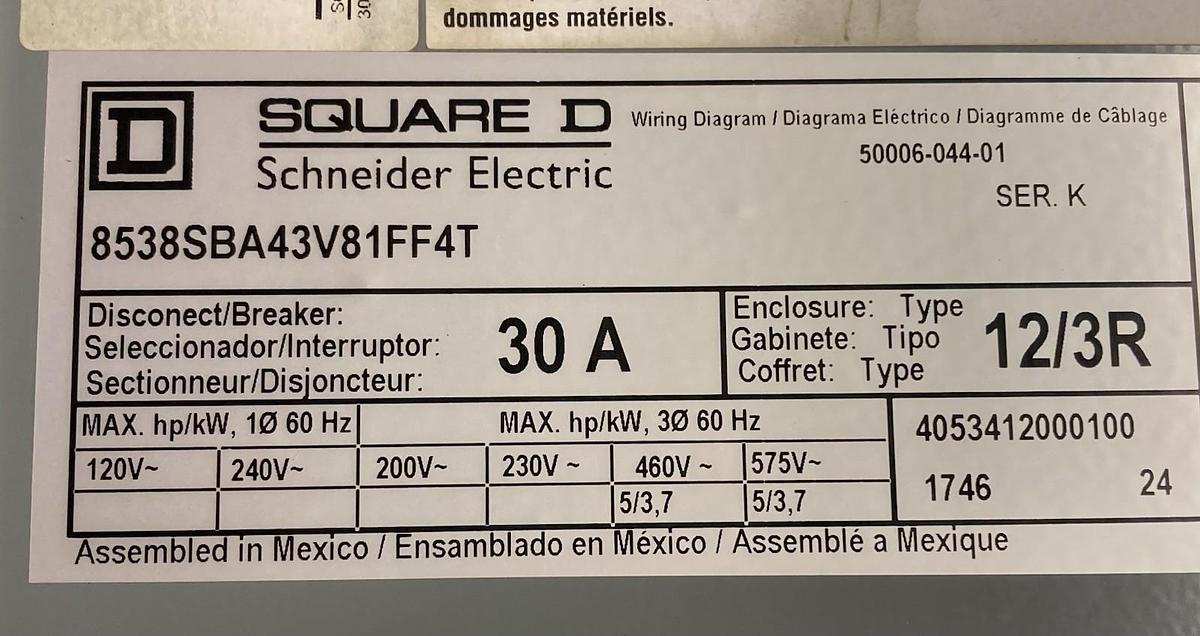 dommages matériels.
D
SQUARE D
Schneider Electric
Wiring Diagram / Diagrama Eléctrico / Diagramme de Câblage
50006-044-01
SER. K
8538SBA43V81FF4T
Disconect/Breaker:
Seleccionador/Interruptor:
Sectionneur/Disjoncteur:
30 A
Enclosure: Type
Gabinete: Tipo
Coffret: Type
12/3R
MAX. hp/kW, 1Ø 60 Hz
MAX. hp/kW, 3Ø 60 Hz
120V~ 240V~ 200V~ 230V ~ 460V ~ 575V~
5/3,7 5/3,7
4053412000100
1746 24
Assembled in Mexico / Ensamblado en México / Assemblé a Mexique